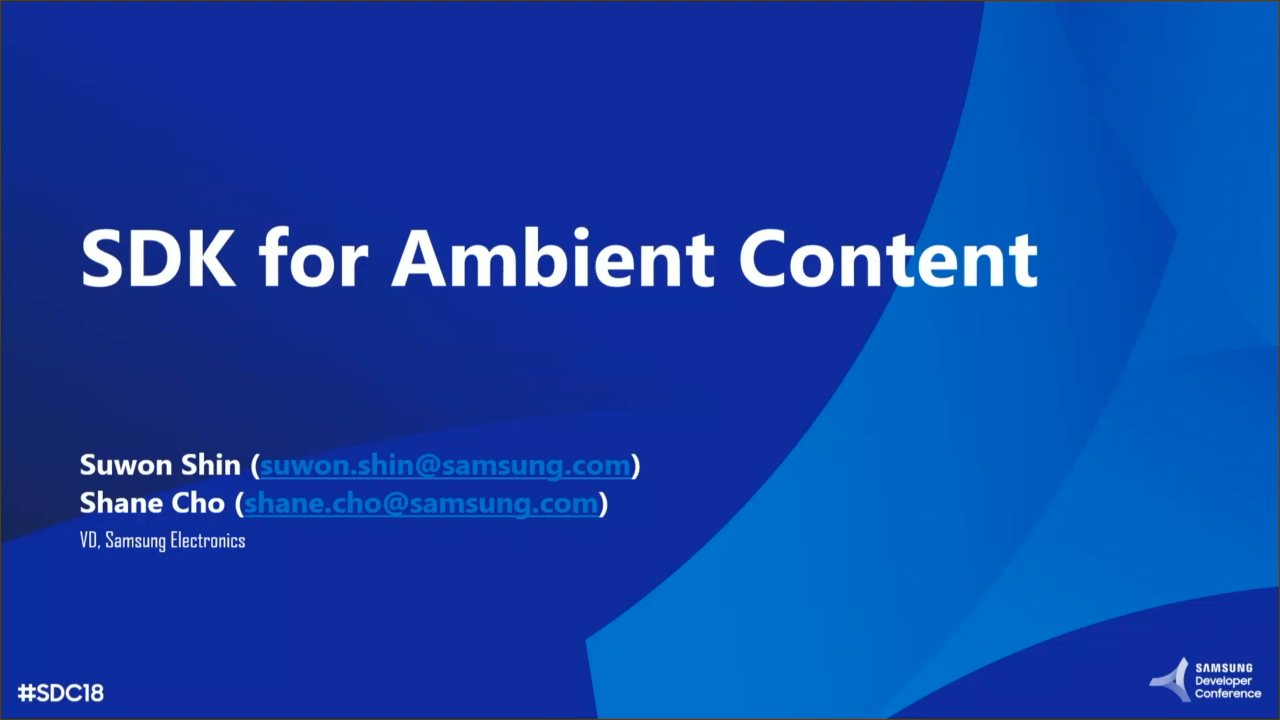 SDK for Ambient Content
Suwon Shin (suwon.shin@samsung.com)
Shane Cho (shane.cho@samsung.com)
VD, Samsung Electronics
#SDC18
SAMSUNG
Developer
Conference